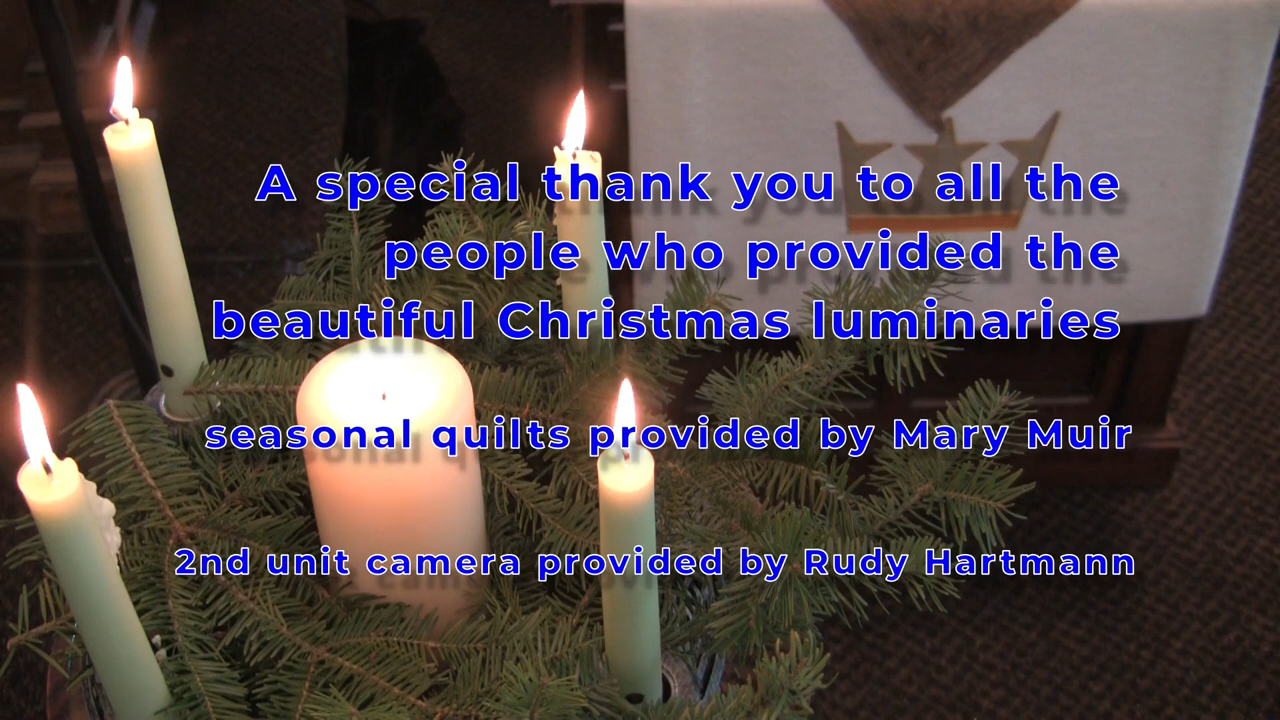 A special thank you to all the
people who provided the
beautiful Christmas luminaries
seasonal quilts provided by Mary Muir
2nd unit camera provided by Rudy Hartmann